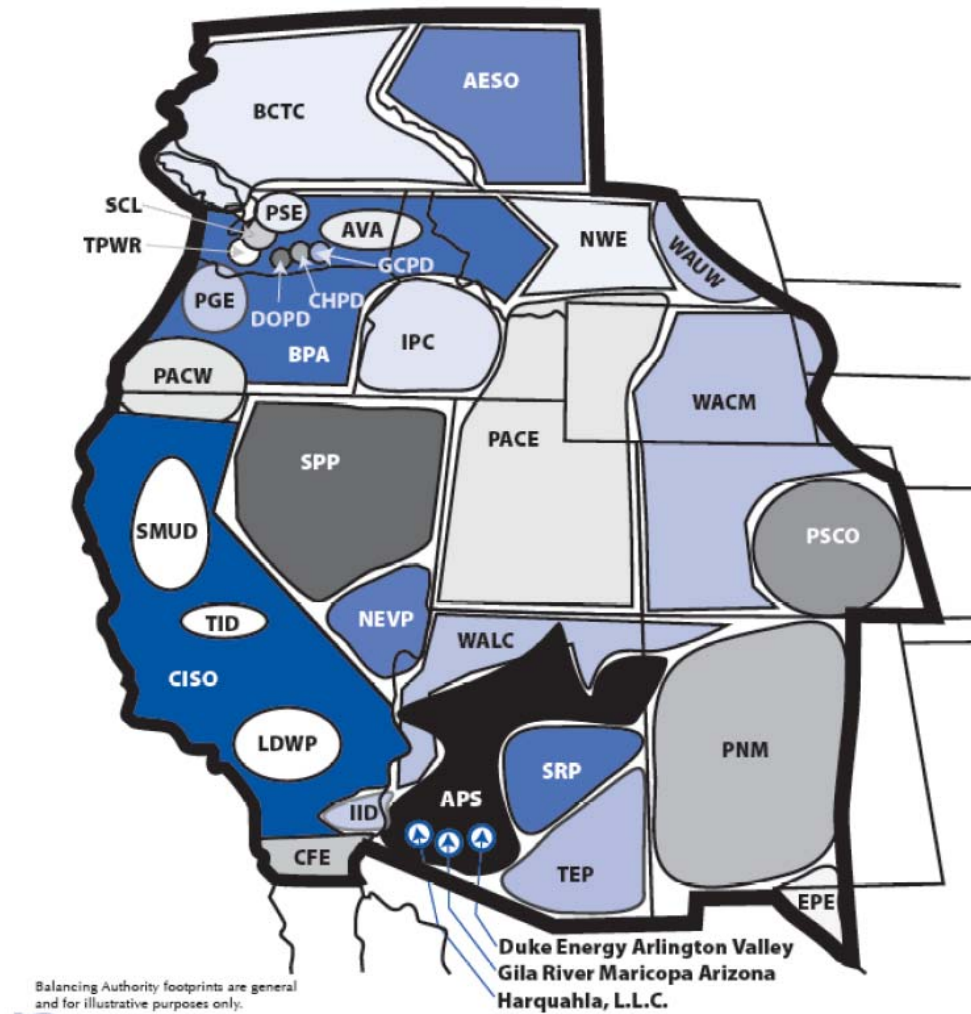 AESO
BCTC
SCL
PSE
TPWR
AVA
NWE
WAUW
GCPD
PGE
CHPD
DOPD
BPA
IPC
PACW
WACM
PACE
SPP
SMUD
PSCO
NEVP
TID
WALC
CISO
LDWP
PNM
SRP
APS
IID
CFE
TEP
EPE
Duke Energy Arlington Valley
Gila River Maricopa Arizona
Harquahla, L.L.C.
Balancing Authority footprints are general
and for illustrative purposes only.